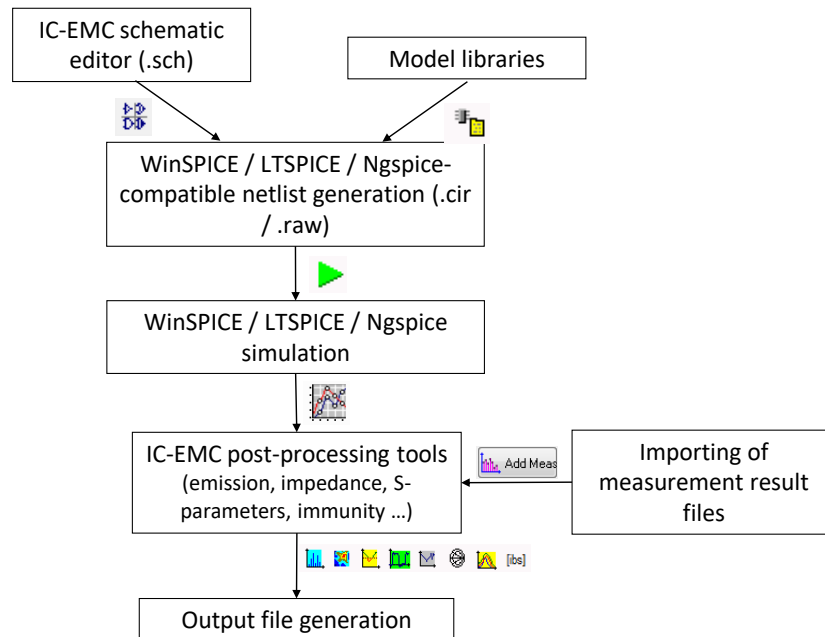 IC-EMC schematic
editor (.sch)
Model libraries
WinSPICE / LTSPICE / Ngspice-
compatible netlist generation (.cir
/ .raw)
WinSPICE / LTSPICE / Ngspice
simulation
IC-EMC post-processing tools
(emission, impedance, S-
parameters, immunity ...)
Add Meas
Importing of
measurement result
files
[ibs]
Output file generation